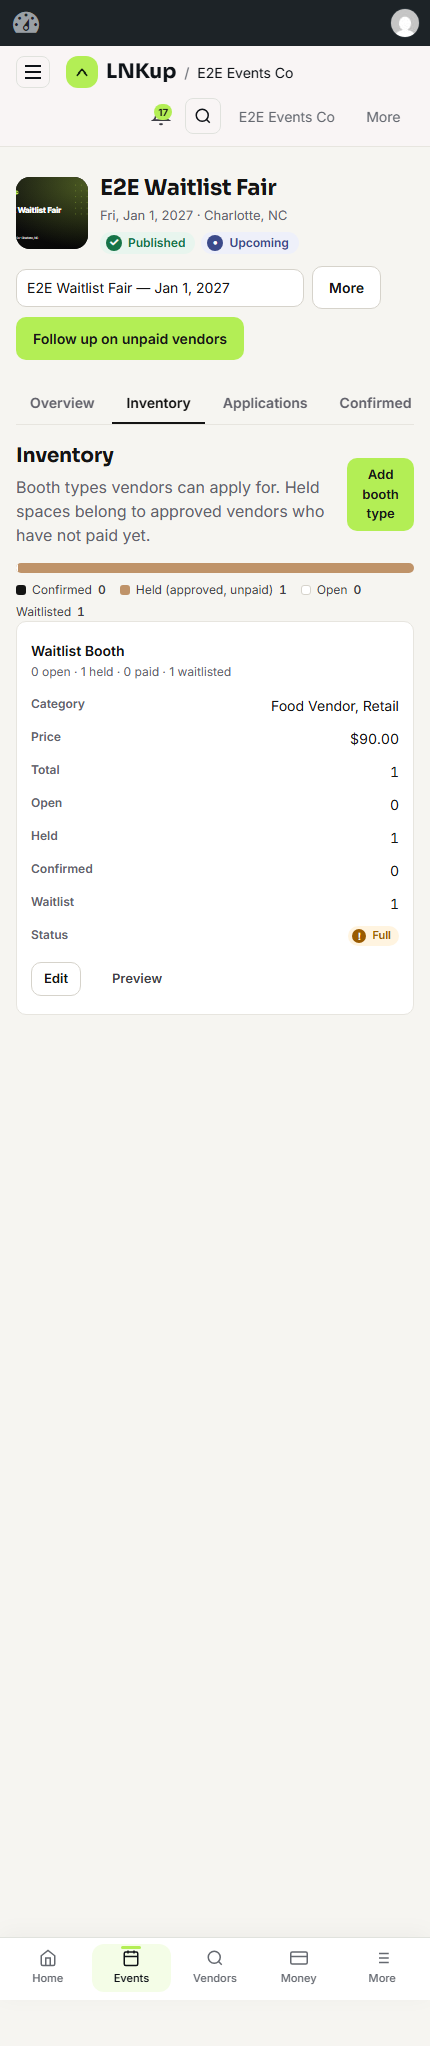 LNKup / E2E Events Co
17
E2E Events Co
More
Waitlist Fair
E2E Waitlist Fair
Fri, Jan 1, 2027 · Charlotte, NC
Published
Upcoming
E2E Waitlist Fair — Jan 1, 2027
More
Follow up on unpaid vendors
Overview
Inventory
Applications
Confirmed
Inventory
Booth types vendors can apply for. Held
spaces belong to approved vendors who
have not paid yet.
Add
booth
type
Confirmed 0
Held (approved, unpaid) 1
Open 0
Waitlisted 1
Waitlist Booth
0 open · 1 held · 0 paid · 1 waitlisted
Category
Food Vendor, Retail
Price
$90.00
Total
1
Open
0
Held
1
Confirmed
0
Waitlist
1
Status
Full
Edit
Preview
Home
Events
Vendors
Money
More